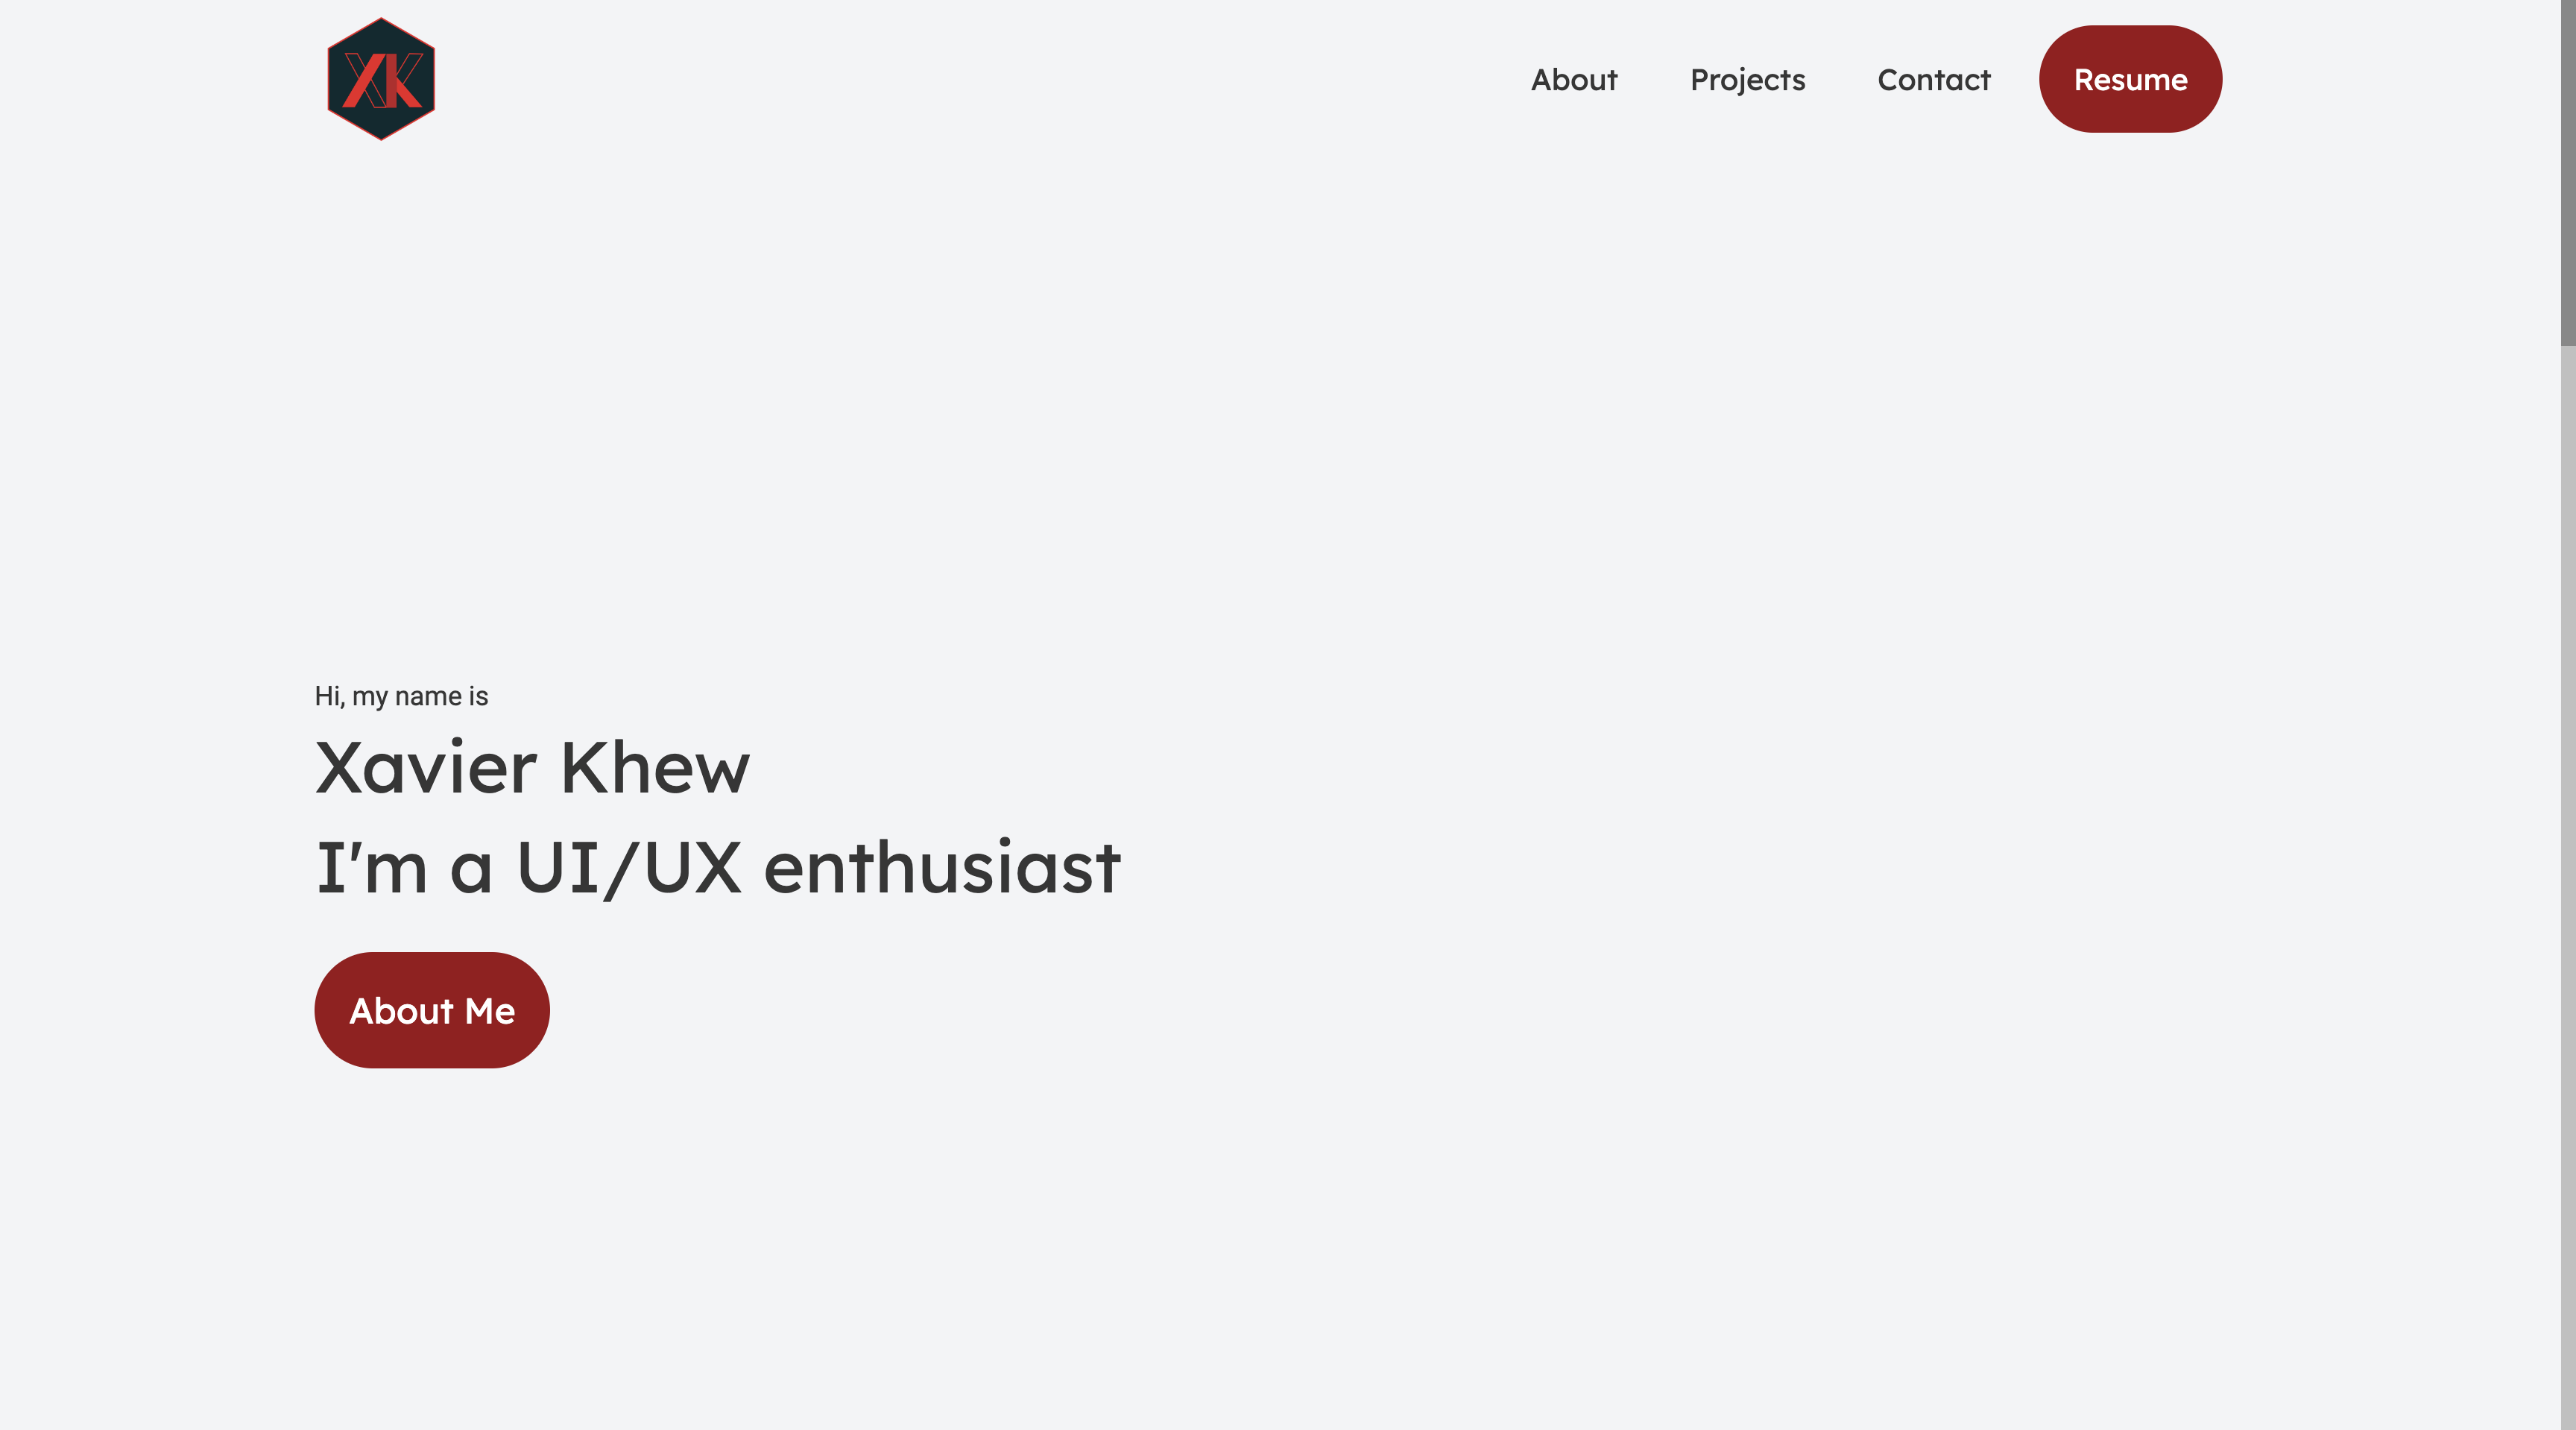 XK
About Projects Contact Resume
Hi, my name is
Xavier Khew
I'm a UI/UX enthusiast
About Me